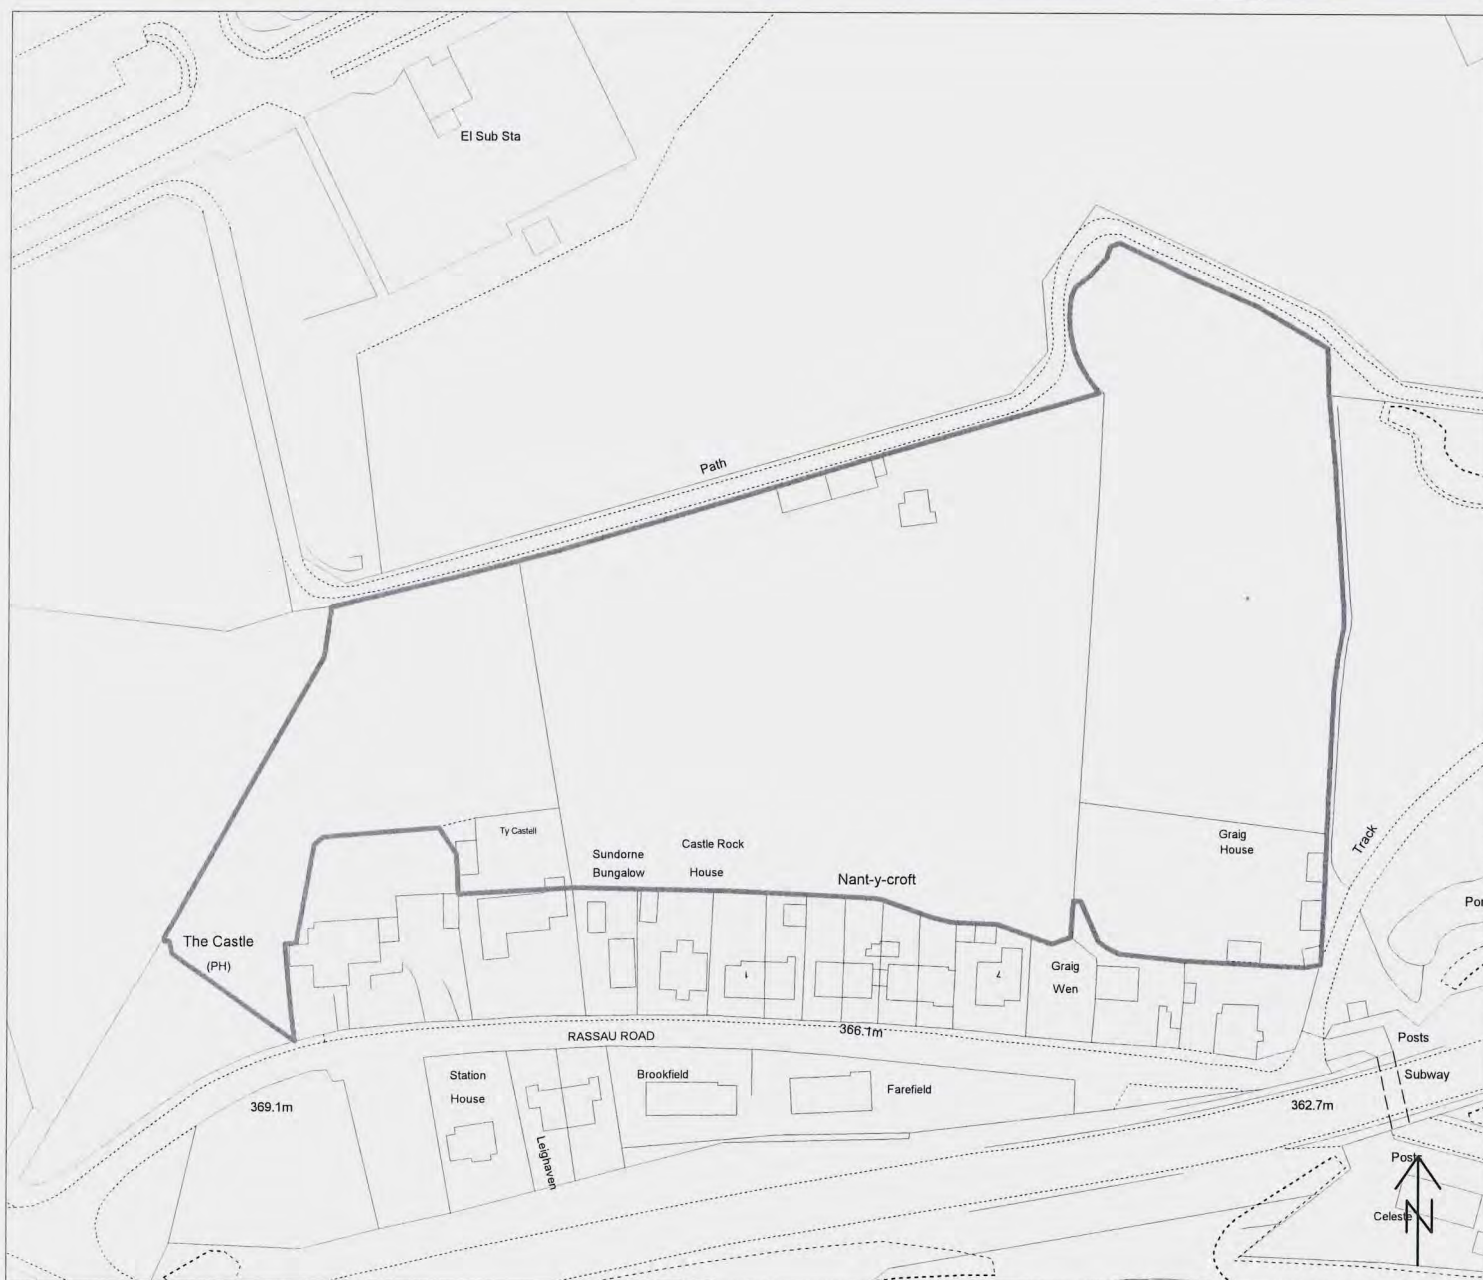 El Sub Sta
Path
Ty Castell
Sundorne
Bungalow
Castle Rock
House
Nant-y-croft
Graig
House
Track
The Castle
(PH)
Graig
Wen
RASSAU ROAD
366.1m
Posts
Subway
Station
House
Brookfield
Farefield
369.1m
362.7m
Leighaven
Posts
Celeste
N